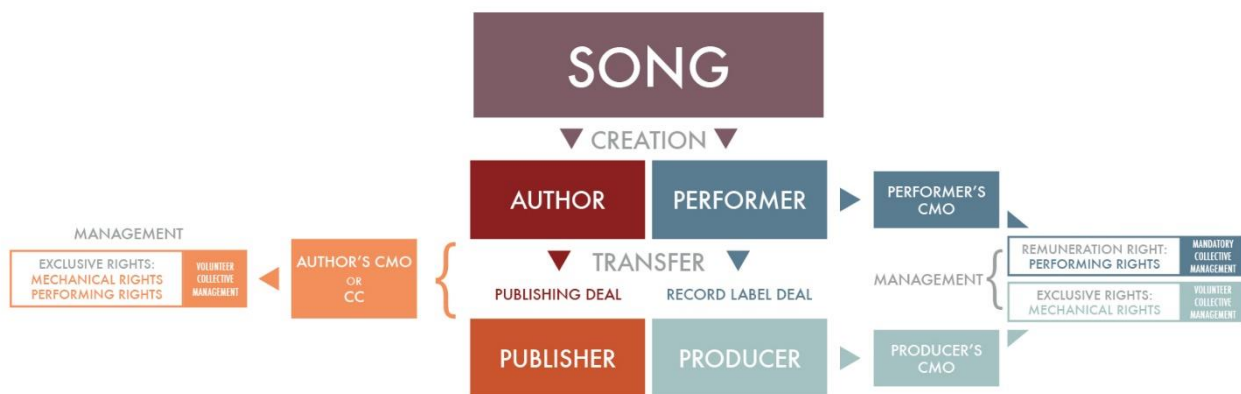 SONG
CREATION
AUTHOR
PERFORMER
PERFORMER'S
CMO
MANAGEMENT
EXCLUSIVE RIGHTS:
MECHANICAL RIGHTS
PERFORMING RIGHTS
VOLUNTEER
COLLECTIVE
MANAGEMENT
AUTHOR'S CMO
OR
CC
TRANSFER
PUBLISHING DEAL
RECORD LABEL DEAL
MANAGEMENT
REMUNERATION RIGHT:
PERFORMING RIGHTS
MANDATORY
COLLECTIVE
MANAGEMENT
EXCLUSIVE RIGHTS:
MECHANICAL RIGHTS
VOLUNTEER
COLLECTIVE
MANAGEMENT
PUBLISHER
PRODUCER
PRODUCER'S
CMO